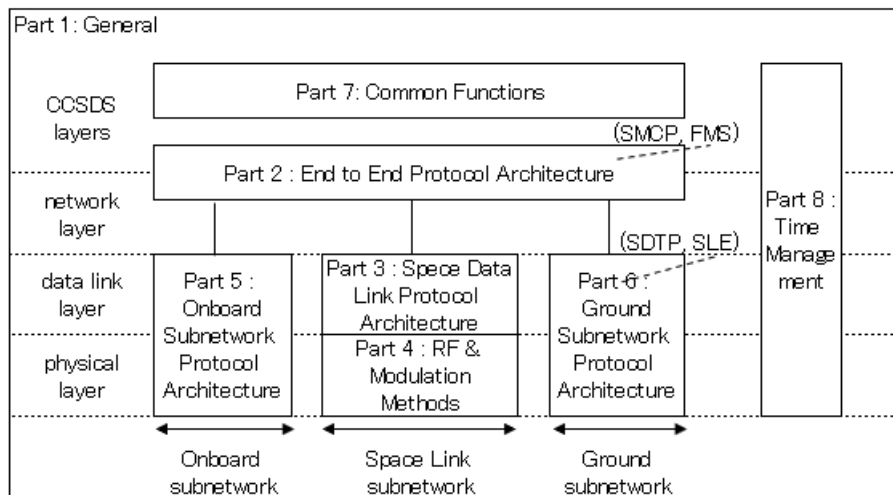 Part 1: General
CCSDS
layers
Part 7: Common Functions
(SMCP, FMS)
Part 2 : End to End Protocol Architecture
network
layer
Part 8 :
Time
Manage
ment
(SDTP, SLE)
data link
layer
Part 5 :
Onboard
Subnetwork
Protocol
Architecture
Part 3 : Spece Data
Link Protocol
Architecture
Part 6 :
Ground
Subnetwork
Protocol
Architecture
physical
layer
Part 4 : RF &
Modulation
Methods
Onboard
subnetwork
Space Link
subnetwork
Ground
subnetwork